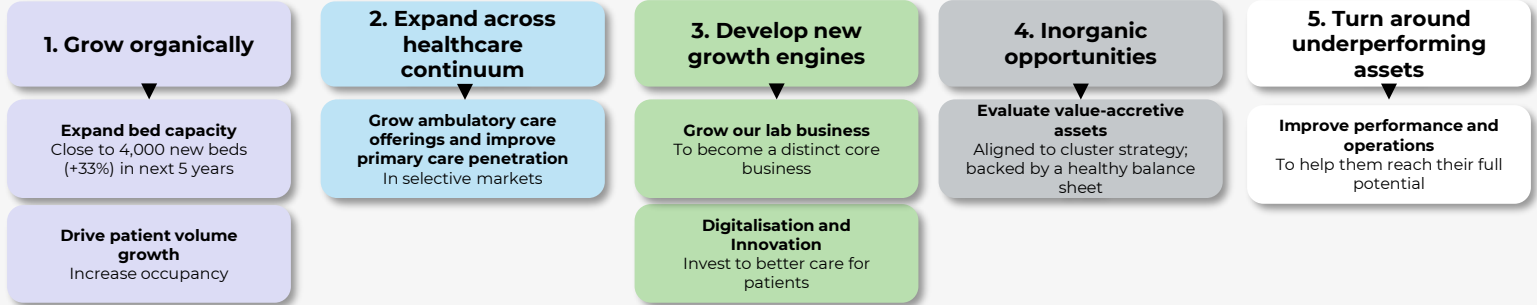 1. Grow organically
Expand bed capacity
Close to 4,000 new beds
(+33%) in next 5 years
Drive patient volume
growth
Increase occupancy
2. Expand across
healthcare
continuum
Grow ambulatory care
offerings and improve
primary care penetration
In selective markets
3. Develop new
growth engines
Grow our lab business
To become a distinct core
business
Digitalisation and
Innovation
Invest to better care for
patients
4. Inorganic
opportunities
Evaluate value-accretive
assets
Aligned to cluster strategy;
backed by a healthy balance
sheet
5. Turn around
underperforming
assets
Improve performance and
operations
To help them reach their full
potential